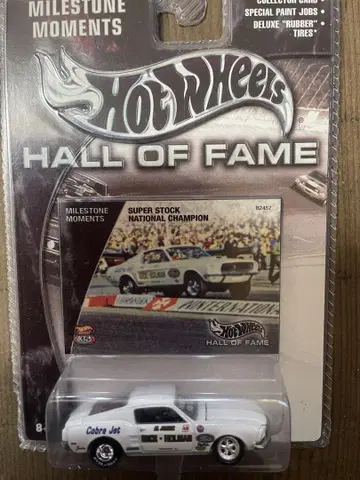 MILESTONE
MOMENTS
COLLECTOR CARD •
SPECIAL PAINT JOBS •
DELUXE "RUBBER" •
TIRES*
Hot Wheels
HALL OF FAME
MILESTONE
MOMENTS
SUPER STOCK
NATIONAL CHAMPION
B2457
Hot Wheels
HALL OF FAME
8+
Cobra Jet